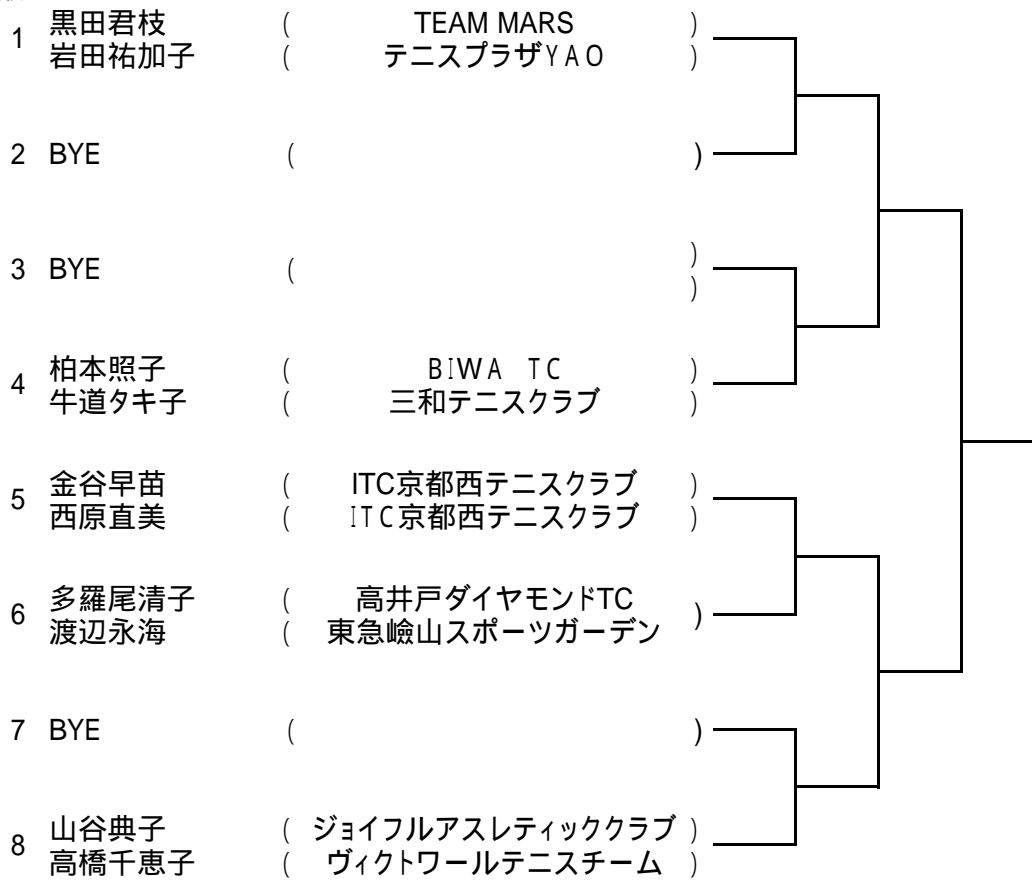 1 黒田君枝 ( TEAM MARS )
岩田祐加子 ( テニスプラザYAO )
2 BYE ( )
3 BYE ( )
)
4 柏本照子 ( BIWA TC )
牛道タキ子 ( 三和テニスクラブ )
5 金谷早苗 ( ITC京都西テニスクラブ )
西原直美 ( ITC京都西テニスクラブ )
6 多羅尾清子 ( 高井戸ダイヤモンドTC )
渡辺永海 ( 東急嶮山スポーツガーデン
7 BYE ( )
8 山谷典子 ( ジョイフルアスレティッククラブ )
高橋千恵子 ( ヴィクトワールテニスチーム )